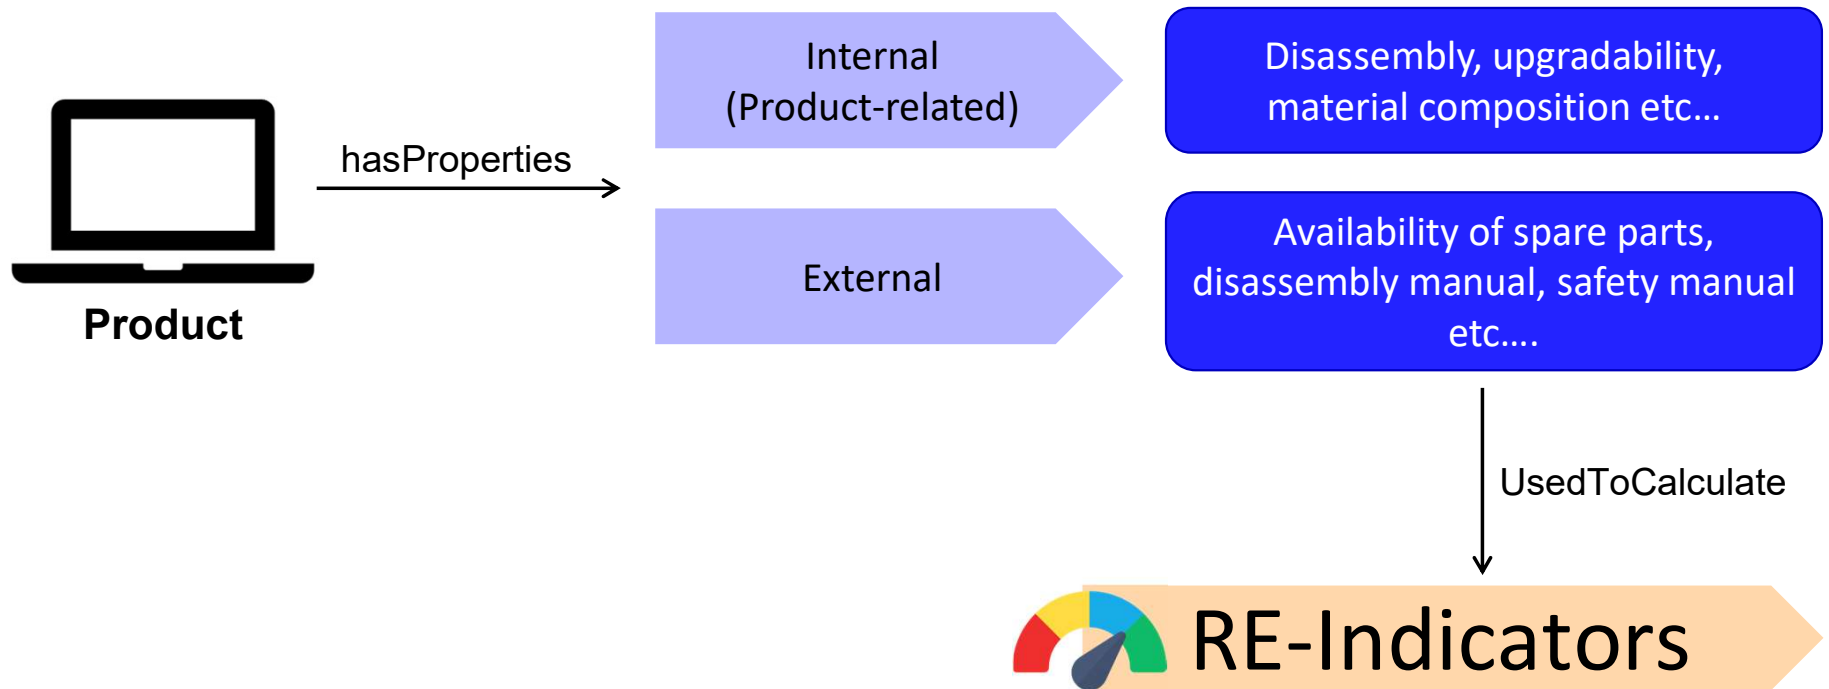 Product
hasProperties
Internal
(Product-related)
External
Disassembly, upgradability,
material composition etc...
Availability of spare parts,
disassembly manual, safety manual
etc....
UsedToCalculate
RE-Indicators